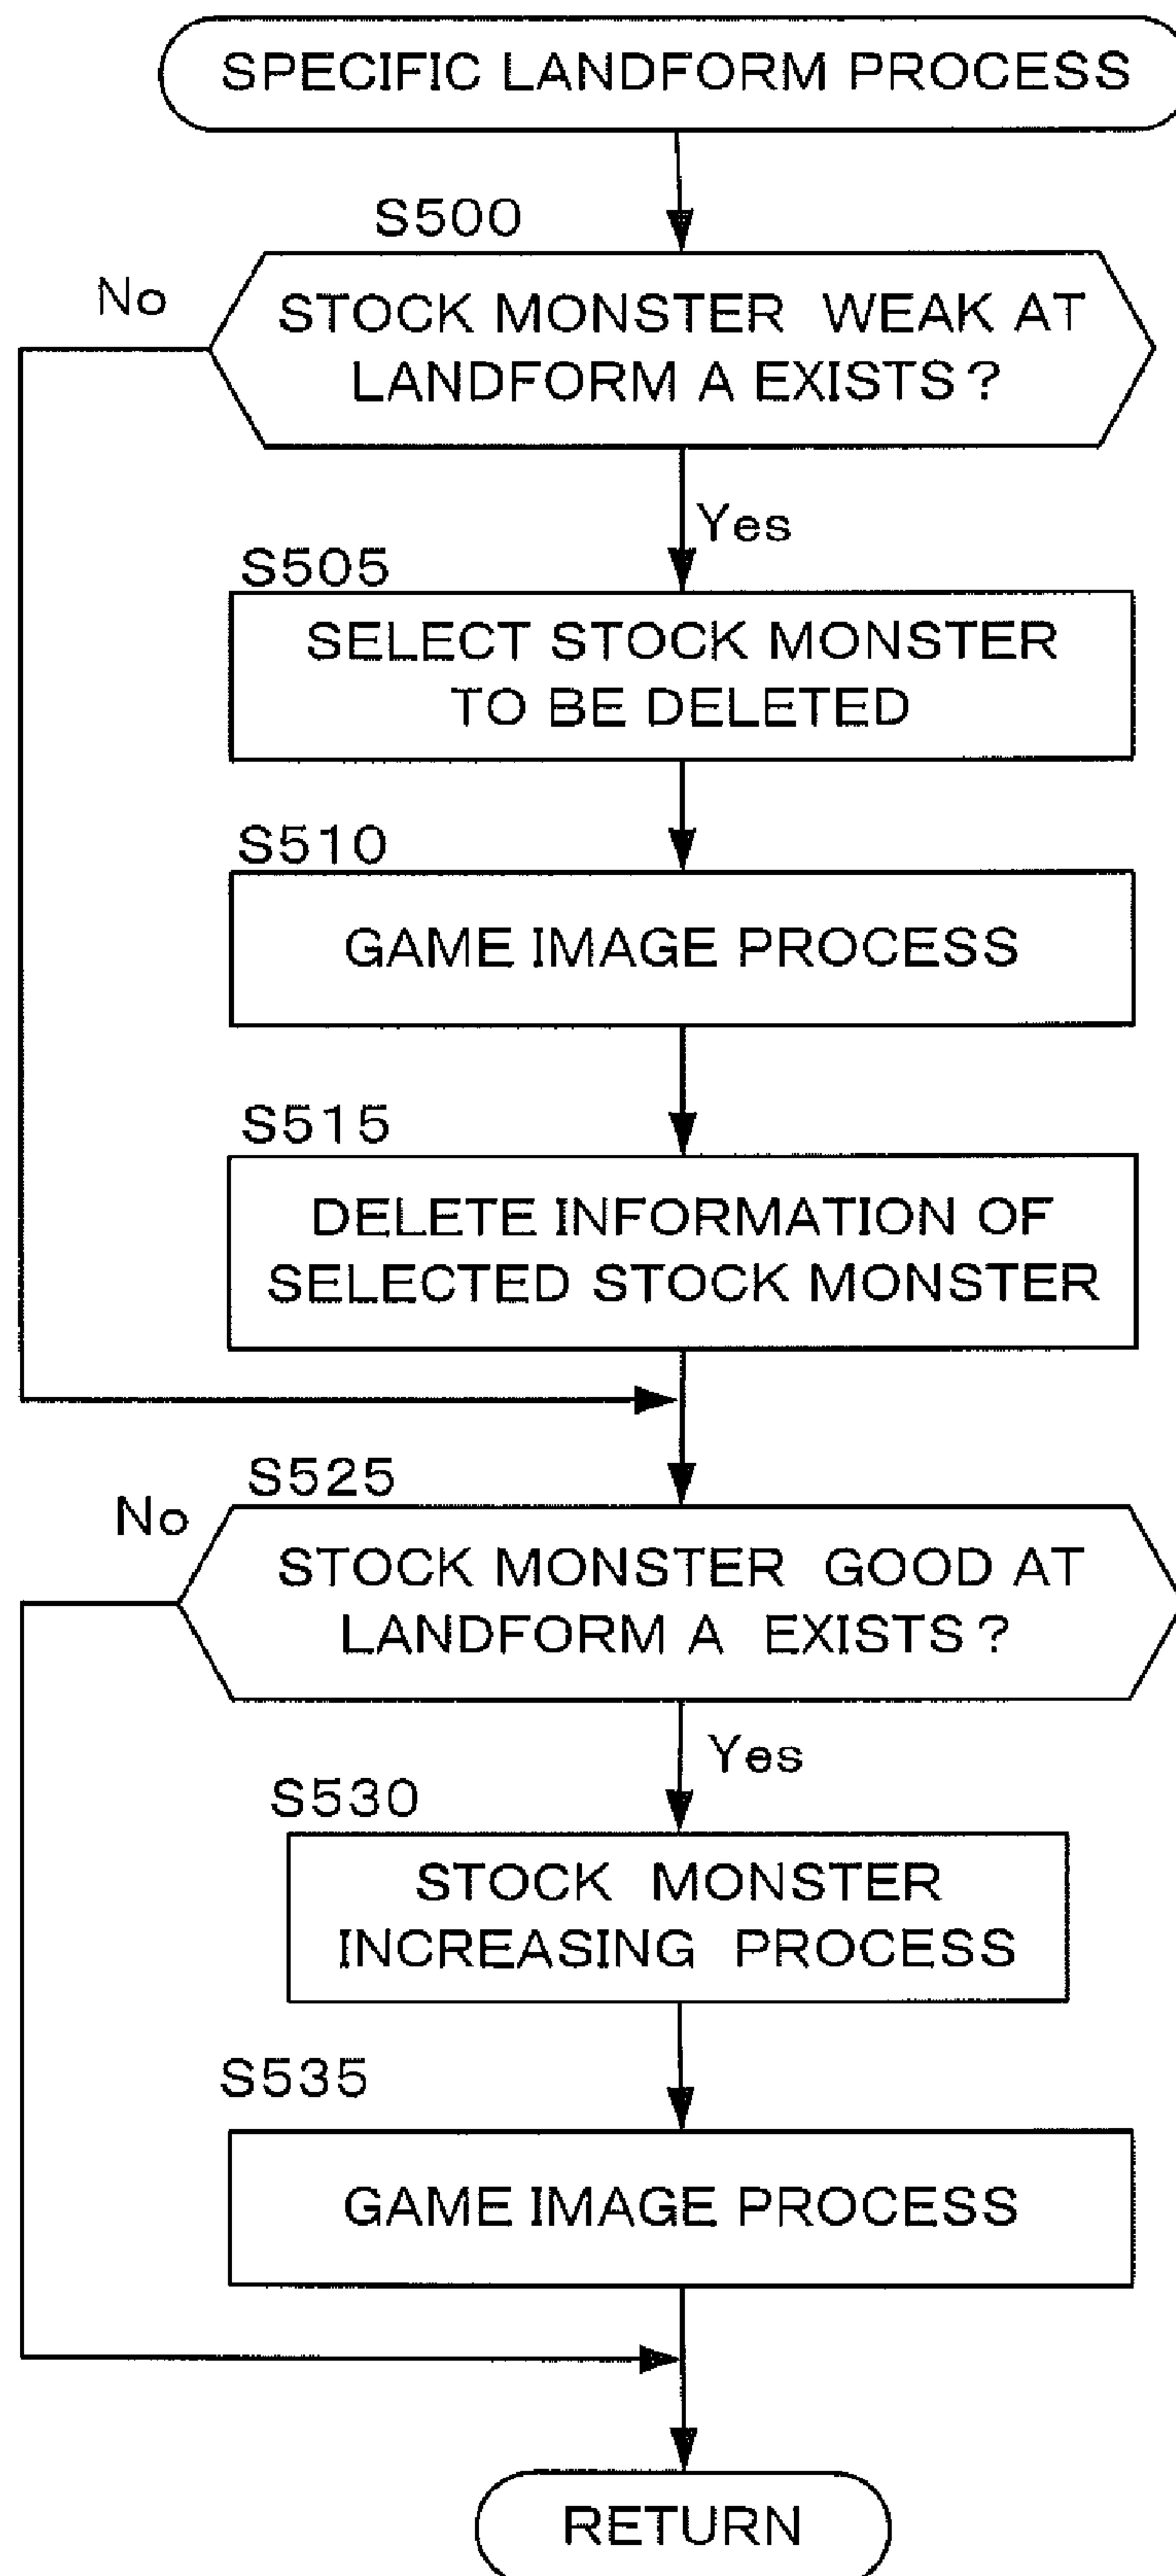 SPECIFIC LANDFORM PROCESS
S500
No
STOCK MONSTER WEAK AT
LANDFORM A EXISTS?
Yes
S505
SELECT STOCK MONSTER
TO BE DELETED
S510
GAME IMAGE PROCESS
S515
DELETE INFORMATION OF
SELECTED STOCK MONSTER
S525
No
STOCK MONSTER GOOD AT
LANDFORM A EXISTS?
Yes
S530
STOCK MONSTER
INCREASING PROCESS
S535
GAME IMAGE PROCESS
RETURN